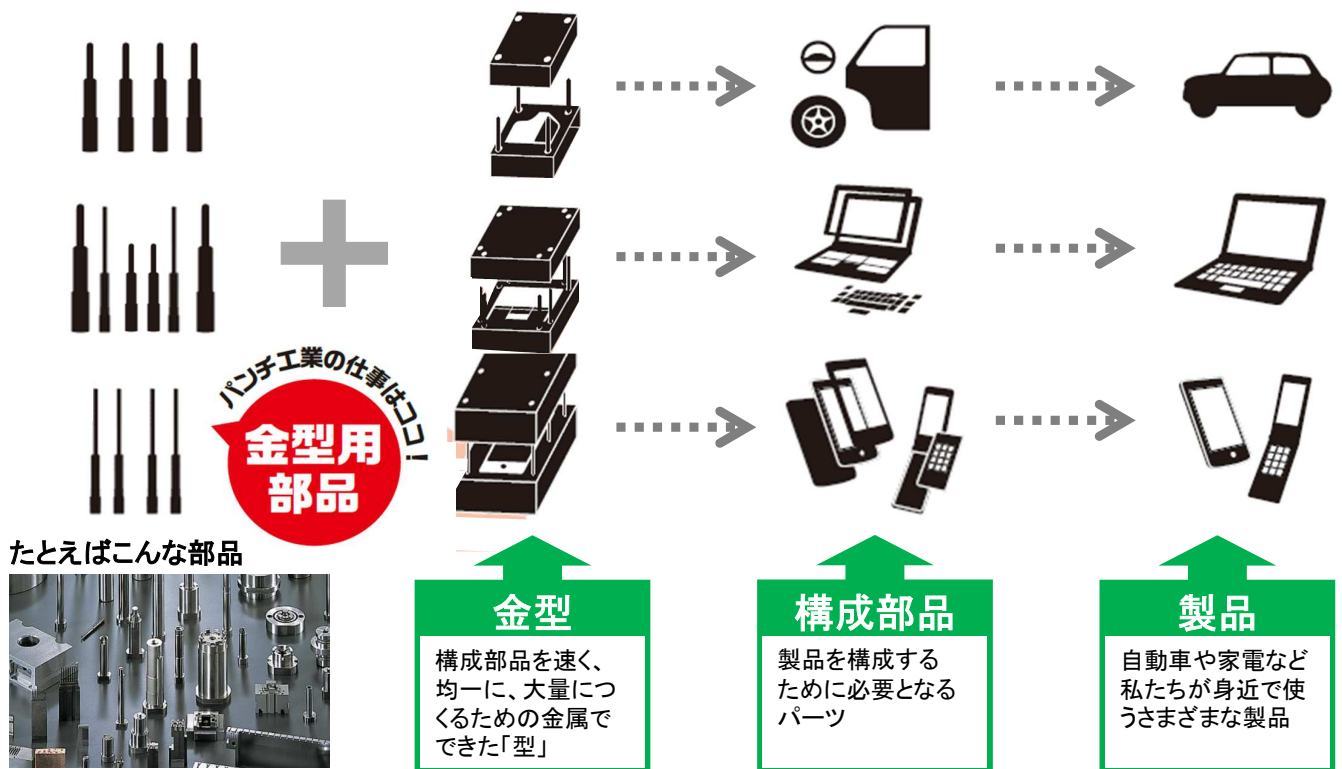 パンチ工業の仕事はココ!
金型用
部品
たとえばこんな部品
金型
構成部品を速く、
均一に、大量につ
くるための金属で
できた「型」
構成部品
製品を構成する
ために必要となる
パーツ
製品
自動車や家電など
私たちが身近で使
うさまざまな製品